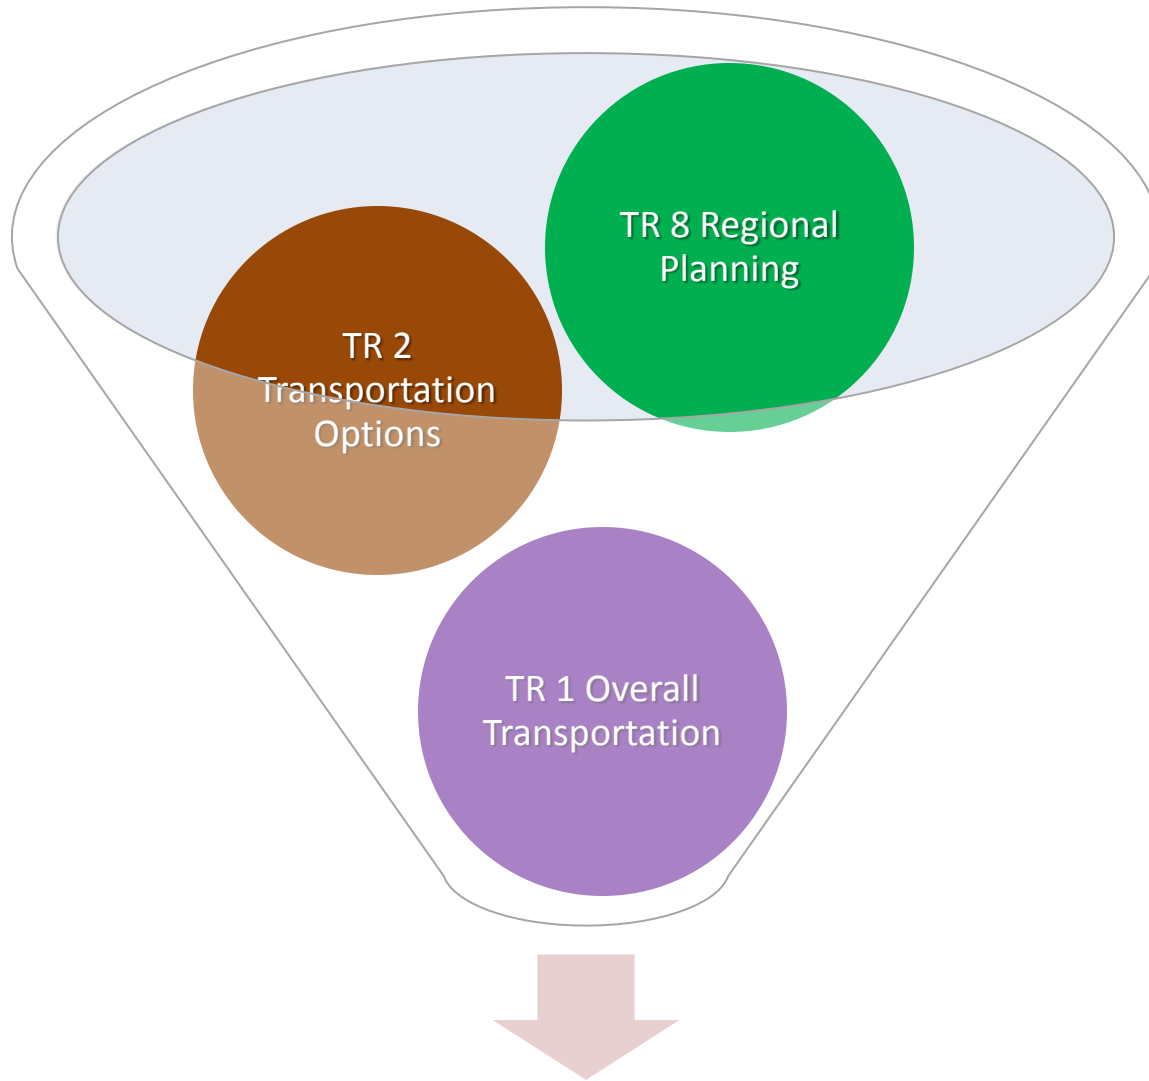 TR 8 Regional
Planning
TR 2
Transportation
Options
TR 1 Overall
Transportation